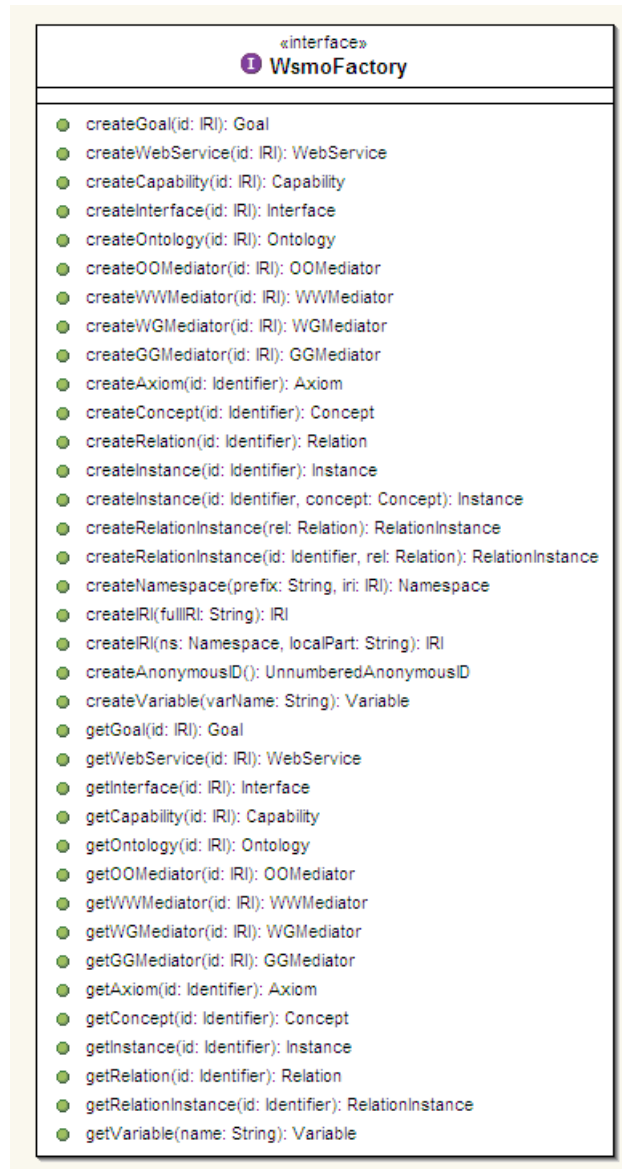 «interface»
I WsmoFactory
createGoal(id: IRI): Goal
createWebService(id: IRI): WebService
createCapability(id: IRI): Capability
createInterface(id: IRI): Interface
createOntology(id: IRI): Ontology
createOOMediator(id: IRI): OOMediator
createWWMediator(id: IRI): WWMediator
createWGMediator(id: IRI): WGMediator
createGGMediator(id: IRI): GGMediator
createAxiom(id: Identifier): Axiom
createConcept(id: Identifier): Concept
createRelation(id: Identifier): Relation
createInstance(id: Identifier): Instance
createInstance(id: Identifier, concept: Concept): Instance
createRelationInstance(rel: Relation): RelationInstance
createRelationInstance(id: Identifier, rel: Relation): RelationInstance
createNamespace(prefix: String, iri: IRI): Namespace
createIRI(fullIRI: String): IRI
createIRI(ns: Namespace, localPart: String): IRI
createAnonymousID(): UnnumberedAnonymousID
createVariable(varName: String): Variable
getGoal(id: IRI): Goal
getWebService(id: IRI): WebService
getInterface(id: IRI): Interface
getCapability(id: IRI): Capability
getOntology(id: IRI): Ontology
getOOMediator(id: IRI): OOMediator
getWWMediator(id: IRI): WWMediator
getWGMediator(id: IRI): WGMediator
getGGMediator(id: IRI): GGMediator
getAxiom(id: Identifier): Axiom
getConcept(id: Identifier): Concept
getInstance(id: Identifier): Instance
getRelation(id: Identifier): Relation
getRelationInstance(id: Identifier): RelationInstance
getVariable(name: String): Variable